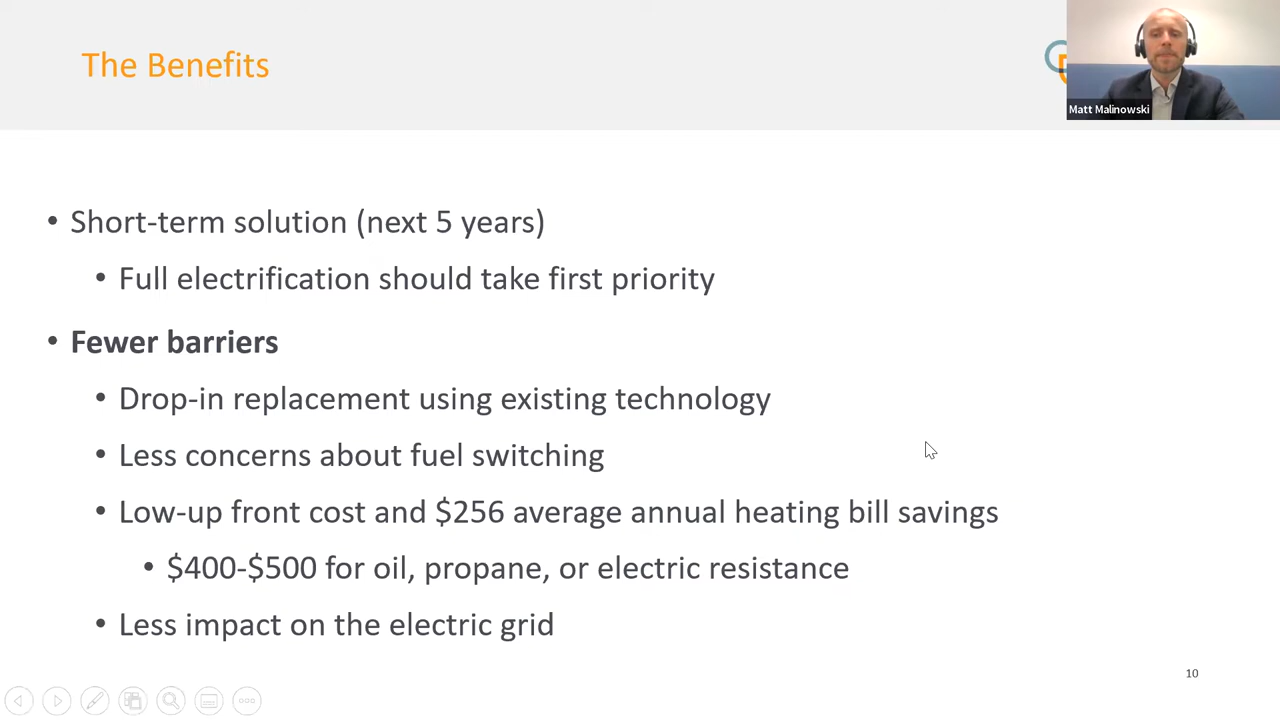 The Benefits
Matt Malinowski
• Short-term solution (next 5 years)
• Full electrification should take first priority
• Fewer barriers
• Drop-in replacement using existing technology
• Less concerns about fuel switching
• Low-up front cost and $256 average annual heating bill savings
• $400-$500 for oil, propane, or electric resistance
• Less impact on the electric grid
10